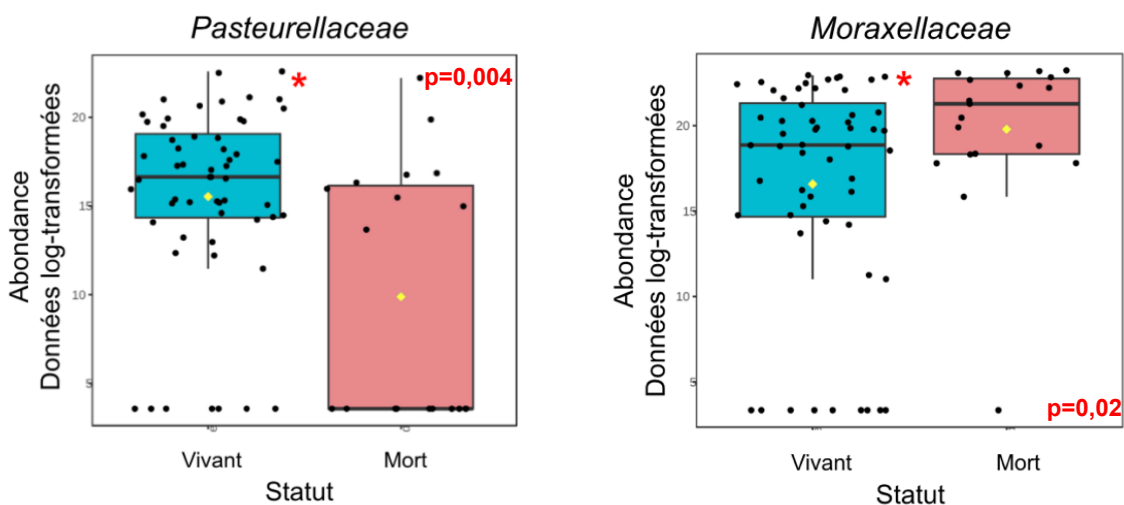 Pasteurellaceae
*
p=0,004
Abondance
Données log-transformées
20
15
10
5
Vivant
Mort
Statut
Moraxellaceae
*
p=0,02
Abondance
Données log-transformées
20
15
10
5
Vivant
Mort
Statut